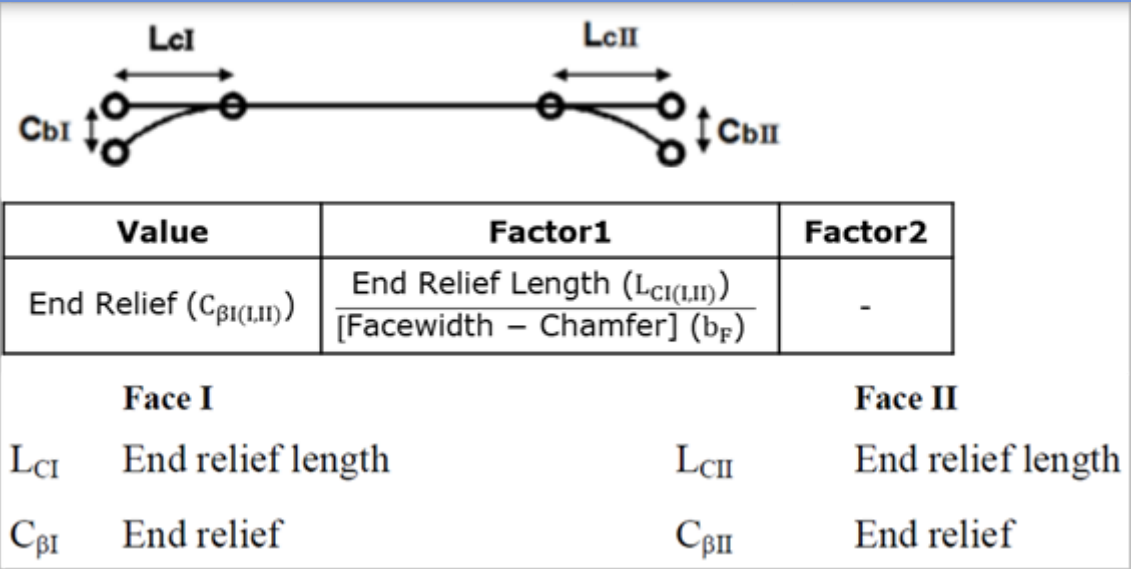 LcI LcII
CbI CbII
Value Factor1 Factor2
End Relief (CβI(I,II)) End Relief Length (LCI(I,II)) -
[Facewidth − Chamfer] (bF)
Face I Face II
LCI End relief length LCII End relief length
CβI End relief CβII End relief